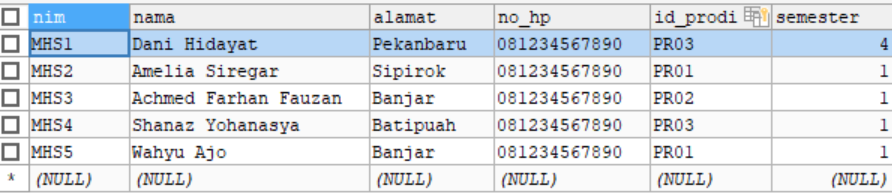 nim nama alamat no_hp id_prodi semester
MHS1 Dani Hidayat Pekanbaru 081234567890 PR03 4
MHS2 Amelia Siregar Sipirok 081234567890 PR01 1
MHS3 Achmed Farhan Fauzan Banjar 081234567890 PR02 1
MHS4 Shanaz Yohanasya Batipuah 081234567890 PR03 1
MHS5 Wahyu Ajo Banjar 081234567890 PR01 1
* (NULL) (NULL) (NULL) (NULL) (NULL) (NULL)